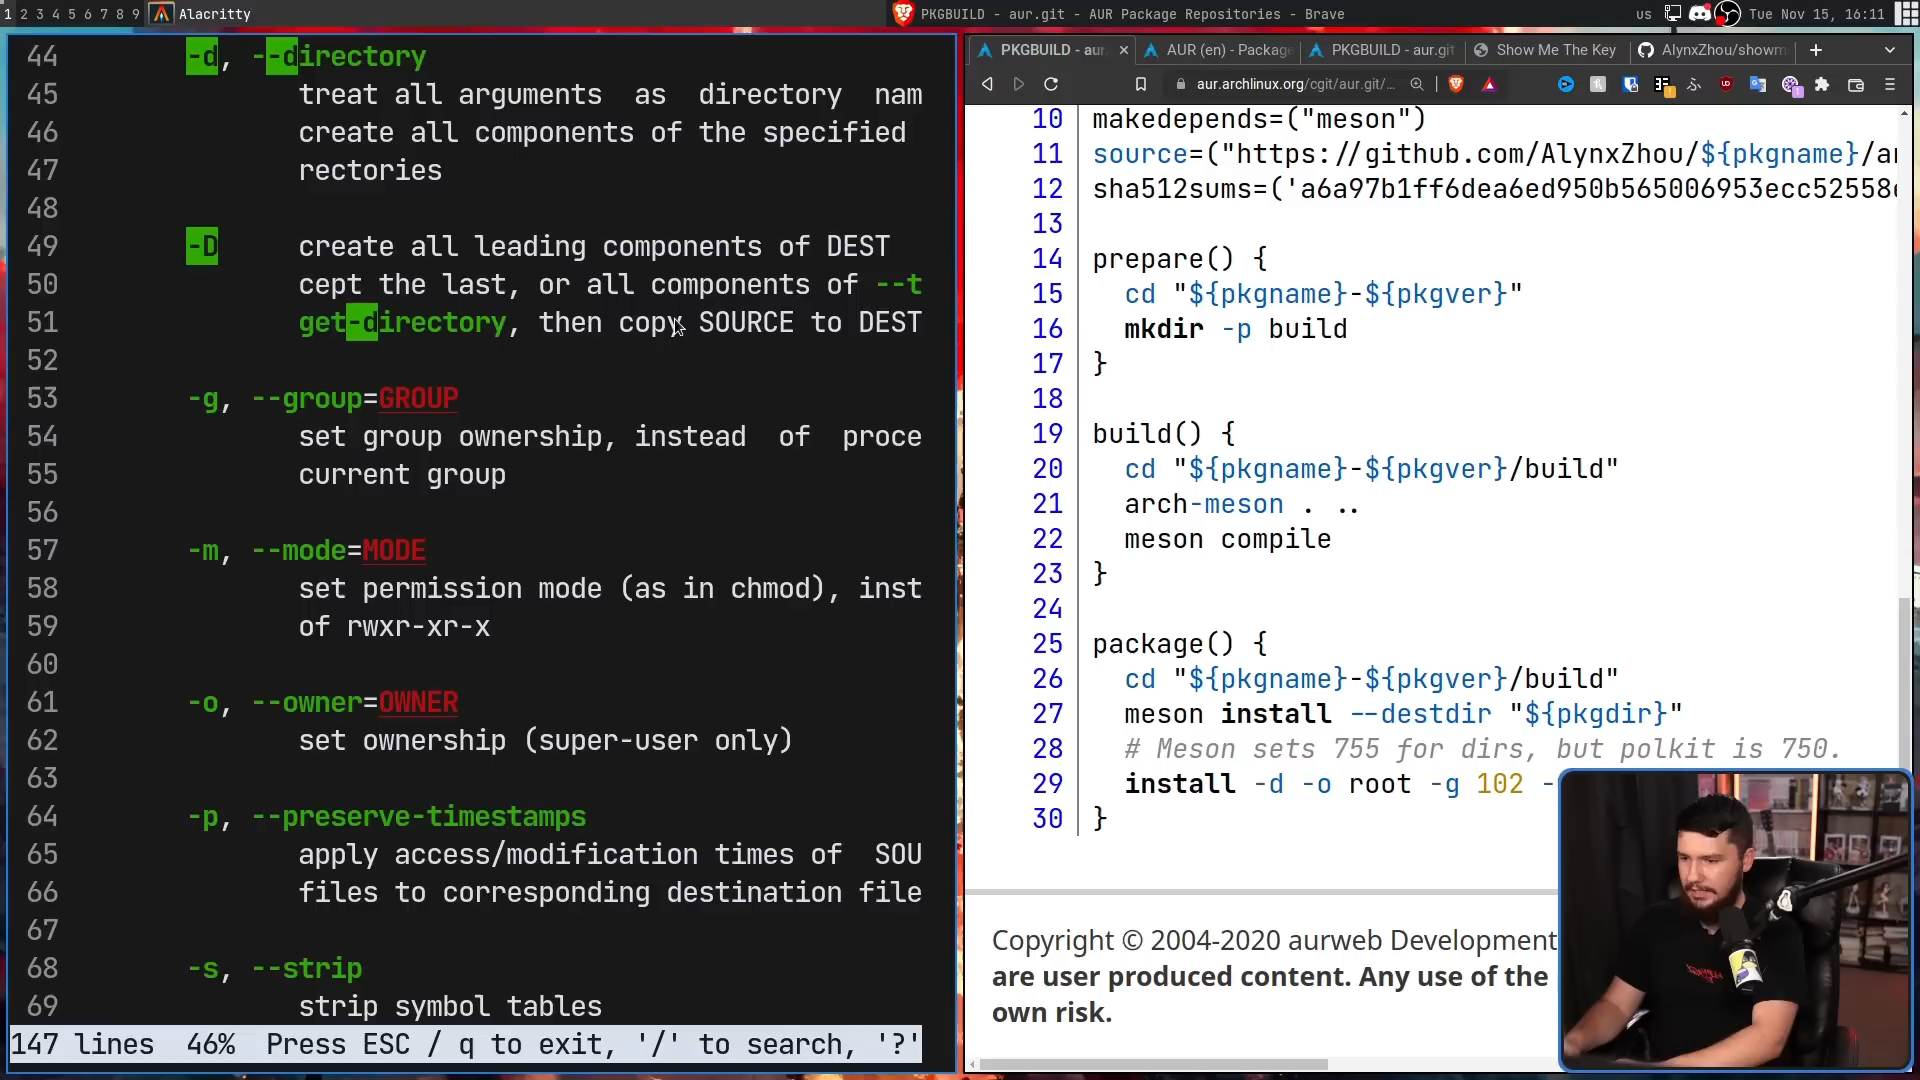 1 2 3 4 5 6 7 8 9 Alacritty
PKGBUILD - aur.git - AUR Package Repositories - Brave
us Tue Nov 15, 16:11
44 -d, --directory
45 treat all arguments as directory nam
46 create all components of the specified
47 rectories
48
49 -D create all leading components of DEST
50 cept the last, or all components of --t
51 get-directory, then copy SOURCE to DEST
52
53 -g, --group=GROUP
54 set group ownership, instead of proce
55 current group
56
57 -m, --mode=MODE
58 set permission mode (as in chmod), inst
59 of rwxr-xr-x
60
61 -o, --owner=OWNER
62 set ownership (super-user only)
63
64 -p, --preserve-timestamps
65 apply access/modification times of SOU
66 files to corresponding destination file
67
68 -s, --strip
69 strip symbol tables
147 lines 46% Press ESC / q to exit, '/' to search, '?'
PKGBUILD - aur. AUR (en) - Package PKGBUILD - aur.git Show Me The Key AlynxZhou/showm
aur.archlinux.org/cgit/aur.git/...
10 makedepends=("meson")
11 source=("https://github.com/AlynxZhou/${pkgname}/ar
12 sha512sums=('a6a97b1ff6dea6ed950b565006953ecc52558e
13
14 prepare() {
15 cd "${pkgname}-${pkgver}"
16 mkdir -p build
17 }
18
19 build() {
20 cd "${pkgname}-${pkgver}/build"
21 arch-meson . ..
22 meson compile
23 }
24
25 package() {
26 cd "${pkgname}-${pkgver}/build"
27 meson install --destdir "${pkgdir}"
28 # Meson sets 755 for dirs, but polkit is 750.
29 install -d -o root -g 102 -
30 }
Copyright © 2004-2020 aurweb Development
are user produced content. Any use of the
own risk.